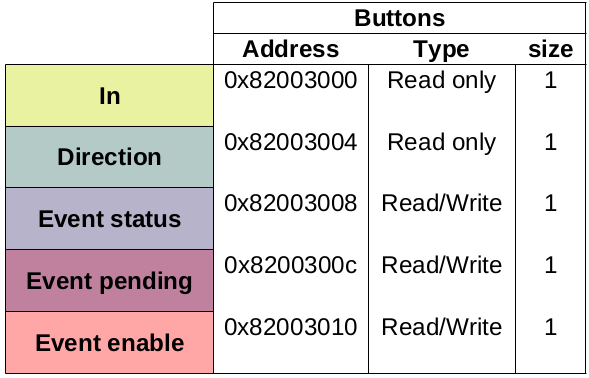 Buttons
Address Type size
In 0x82003000 Read only 1
Direction 0x82003004 Read only 1
Event status 0x82003008 Read/Write 1
Event pending 0x8200300c Read/Write 1
Event enable 0x82003010 Read/Write 1